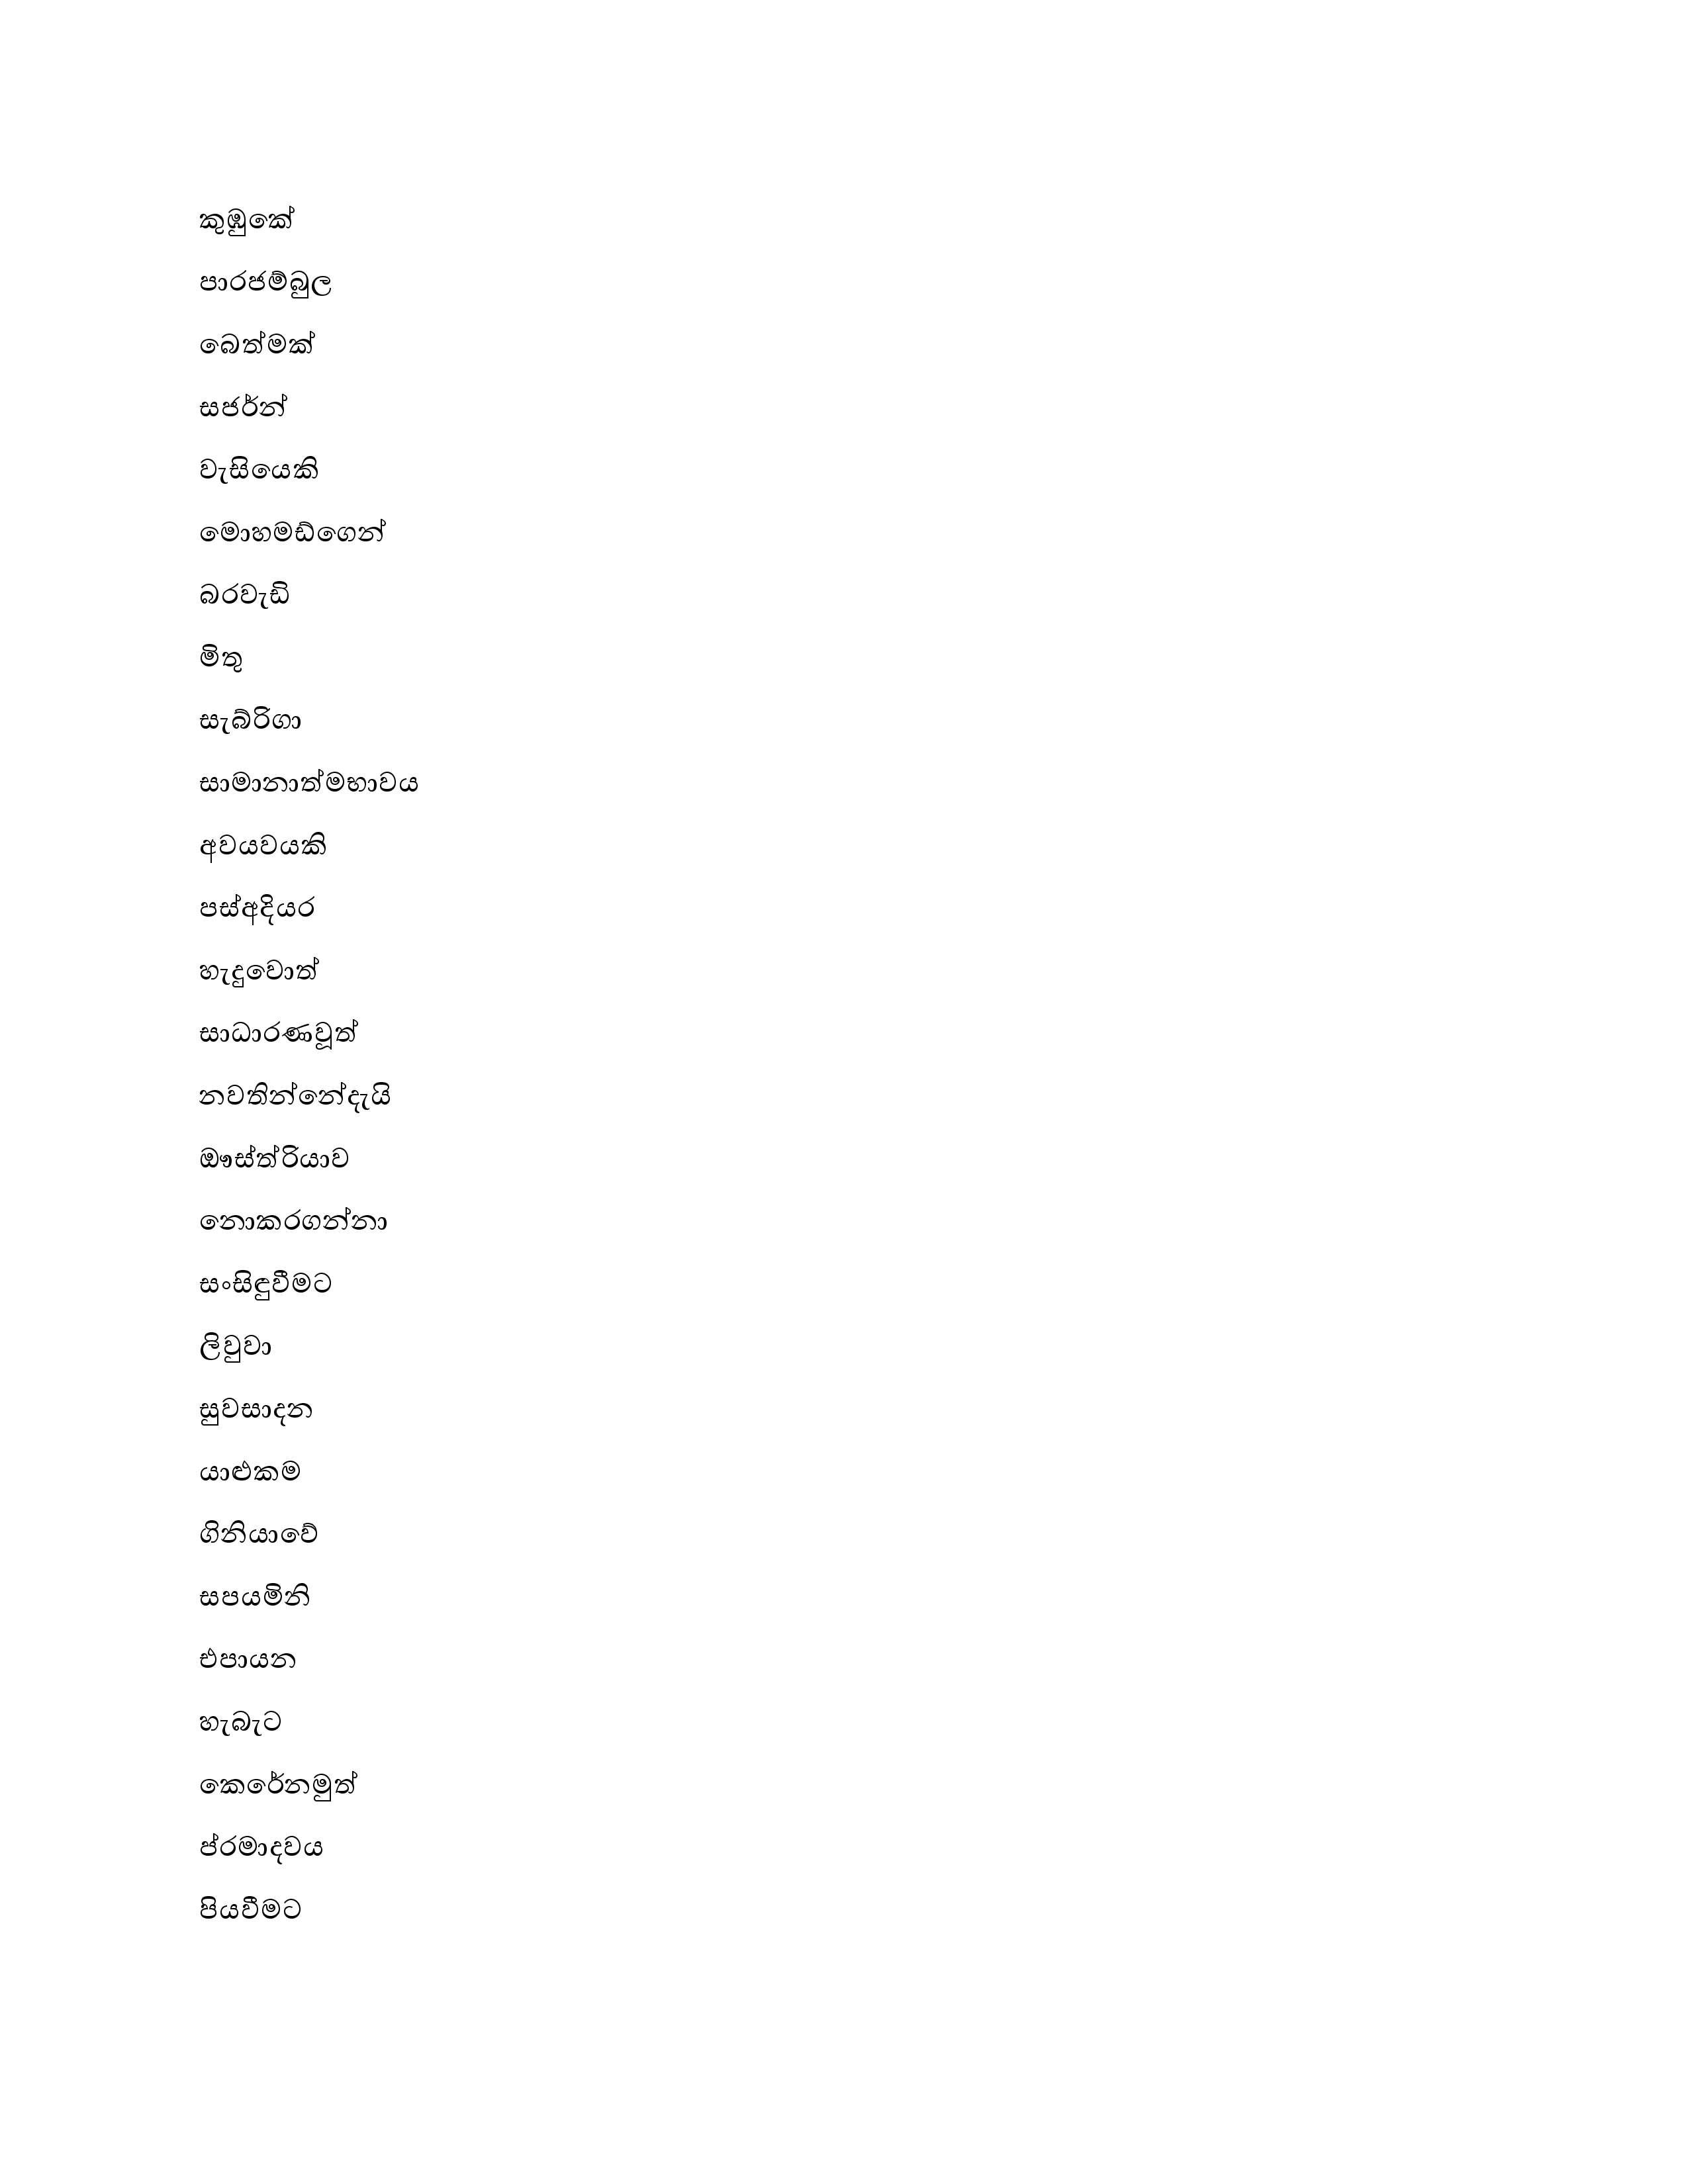 කුඹුකේ
පාරජම්බුල
බෙත්මක්
සජර්න්
වැසියෙකි
මොහමඩ්ගෙන්
බරවැඩි
මිතු
සැබ්රිගා
සාමානාත්මභාවය
අවයවයකි
පස්අදියර
හැදුවොත්
සාධාරණවූත්
නවතින්නේදැයි
ඔෟස්ත්රියාව
නොකරගන්නා
සංසිඳුවීමට
ලිවුවා
සුවසාදන
යාළුකම
ගිනියාවේ
සපයමිනි
එපායන
හැබැට
කෙරේනමුත්
ප්රමාදවය
පියවීමට